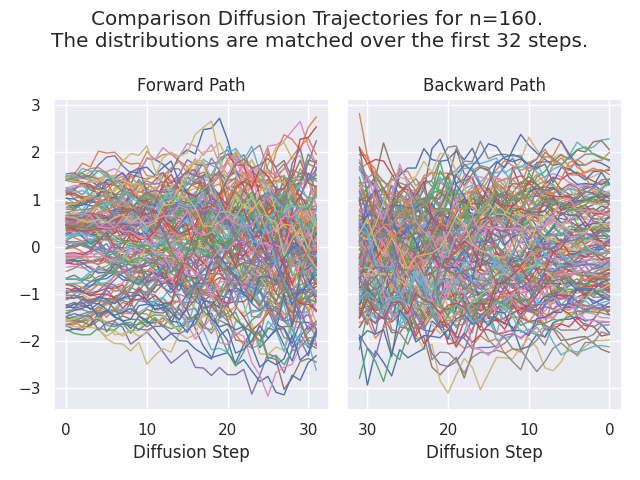 Comparison Diffusion Trajectories for n=160.
The distributions are matched over the first 32 steps.
Forward Path
Backward Path
3
2
1
0
−1
−2
−3
0
10
20
30
30
20
10
0
Diffusion Step
Diffusion Step